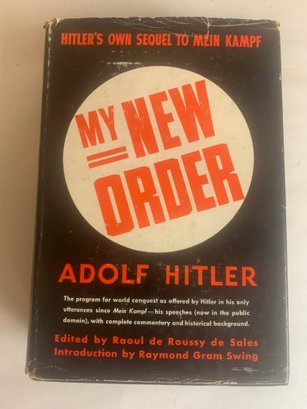 HITLER'S OWN SEQUEL TO MEIN KAMPF
MY
NEW
ORDER
ADOLF HITLER
The program for world conquest as offered by Hitler in his only
utterances since Mein Kampf—his speeches (now in the public
domain), with complete commentary and historical background.
Edited by Raoul de Roussy de Sales
Introduction by Raymond Gram Swing